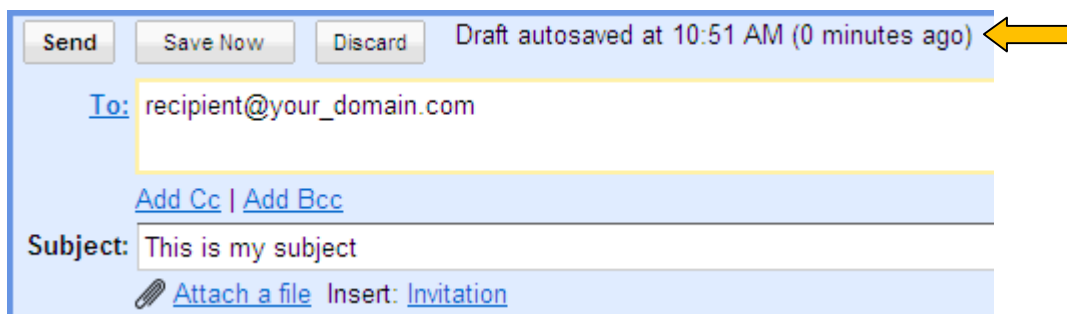 Send Save Now Discard Draft autosaved at 10:51 AM (0 minutes ago)
To: recipient@your_domain.com
Add Cc | Add Bcc
Subject: This is my subject
Attach a file Insert: Invitation